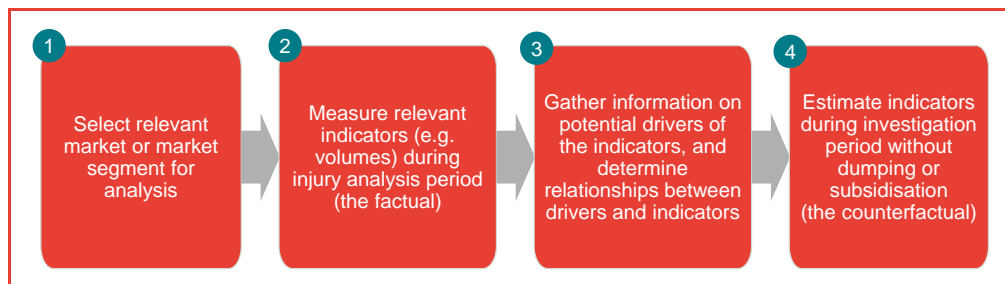 1
Select relevant
market or market
segment for
analysis
2
Measure relevant
indicators (e.g.
volumes) during
injury analysis period
(the factual)
3
Gather information on
potential drivers of
the indicators, and
determine
relationships between
drivers and indicators
4
Estimate indicators
during investigation
period without
dumping or
subsidisation
(the counterfactual)